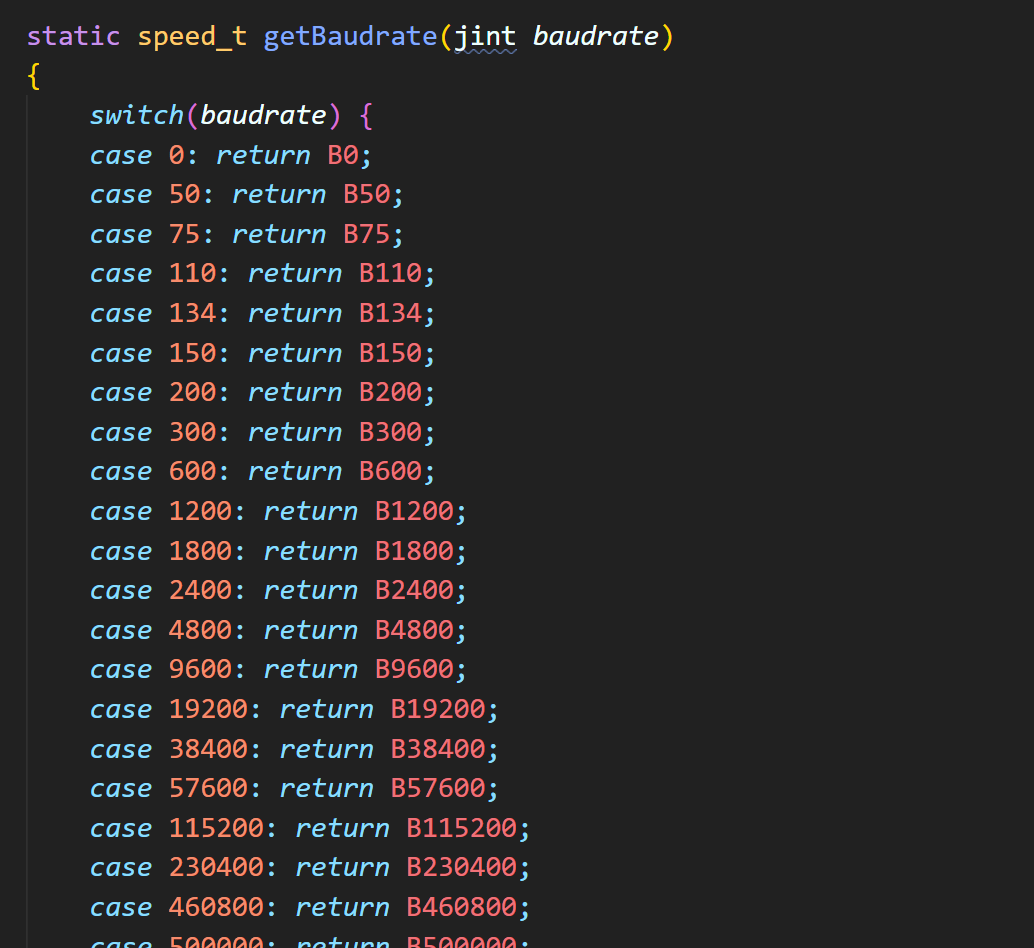 static speed_t getBaudrate(jint baudrate)
{
switch(baudrate) {
case 0: return B0;
case 50: return B50;
case 75: return B75;
case 110: return B110;
case 134: return B134;
case 150: return B150;
case 200: return B200;
case 300: return B300;
case 600: return B600;
case 1200: return B1200;
case 1800: return B1800;
case 2400: return B2400;
case 4800: return B4800;
case 9600: return B9600;
case 19200: return B19200;
case 38400: return B38400;
case 57600: return B57600;
case 115200: return B115200;
case 230400: return B230400;
case 460800: return B460800;
case 500000: return B500000;